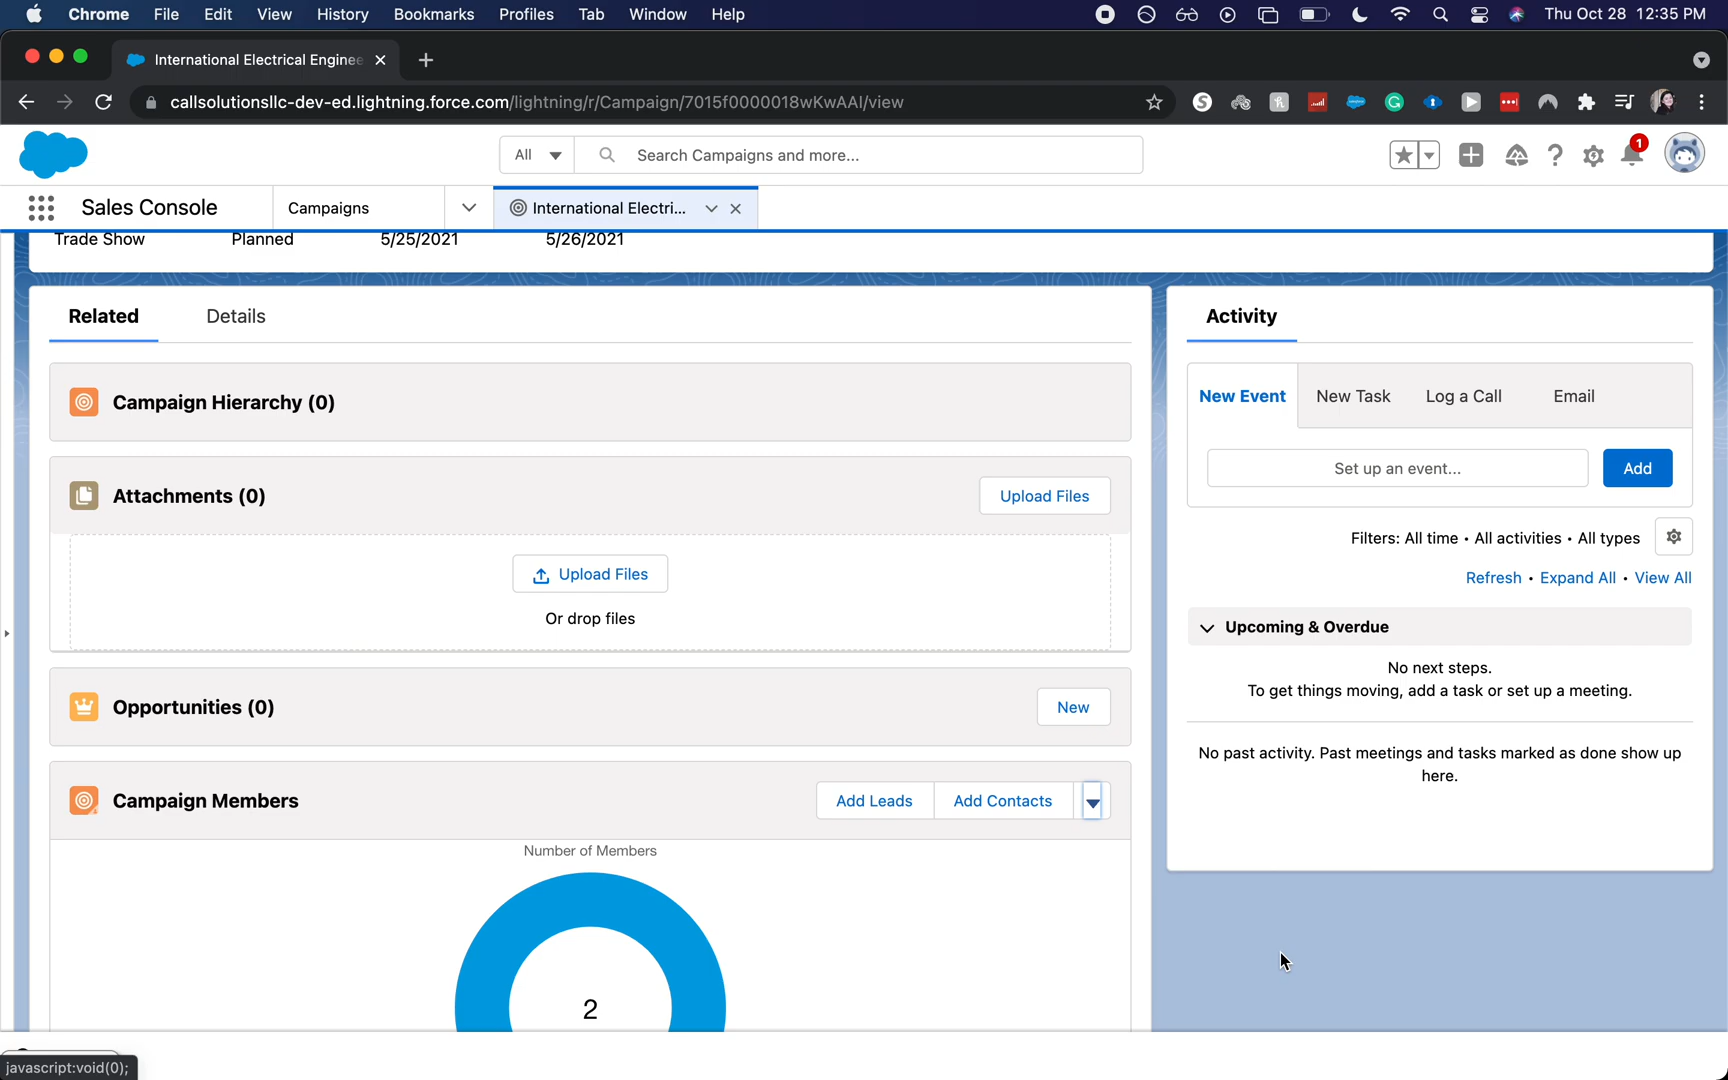 Chrome File Edit View History Bookmarks Profiles Tab Window Help Thu Oct 28 12:35 PM
International Electrical Enginee
callsolutionsllc-dev-ed.lightning.force.com/lightning/r/Campaign/7015f0000018wKwAAI/view
All Search Campaigns and more... 1
Sales Console Campaigns International Electri...
Trade Show Planned 5/25/2021 5/26/2021
Related Details
Activity
Campaign Hierarchy (0)
Attachments (0) Upload Files
Upload Files
Or drop files
Opportunities (0) New
Campaign Members Add Leads Add Contacts
Number of Members
2
New Event New Task Log a Call Email
Set up an event... Add
Filters: All time • All activities • All types
Refresh • Expand All • View All
Upcoming & Overdue
No next steps.
To get things moving, add a task or set up a meeting.
No past activity. Past meetings and tasks marked as done show up
here.
javascript:void(0);